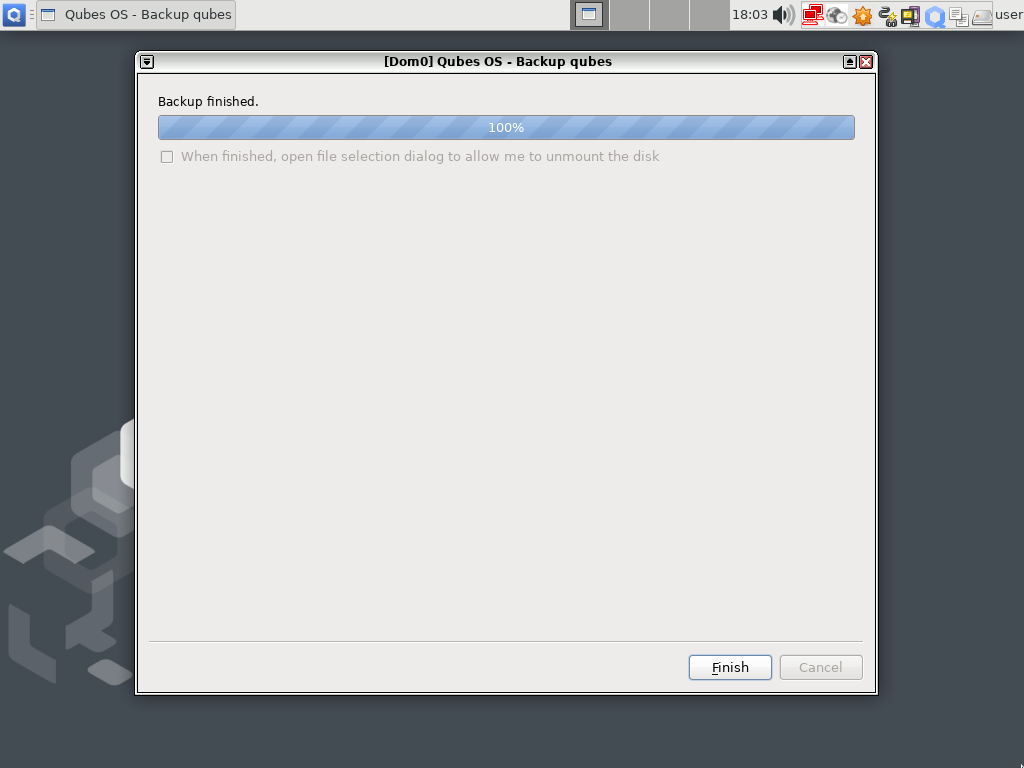 Qubes OS - Backup qubes
18:03
user
[Dom0] Qubes OS - Backup qubes
Backup finished.
100%
When finished, open file selection dialog to allow me to unmount the disk
Finish
Cancel